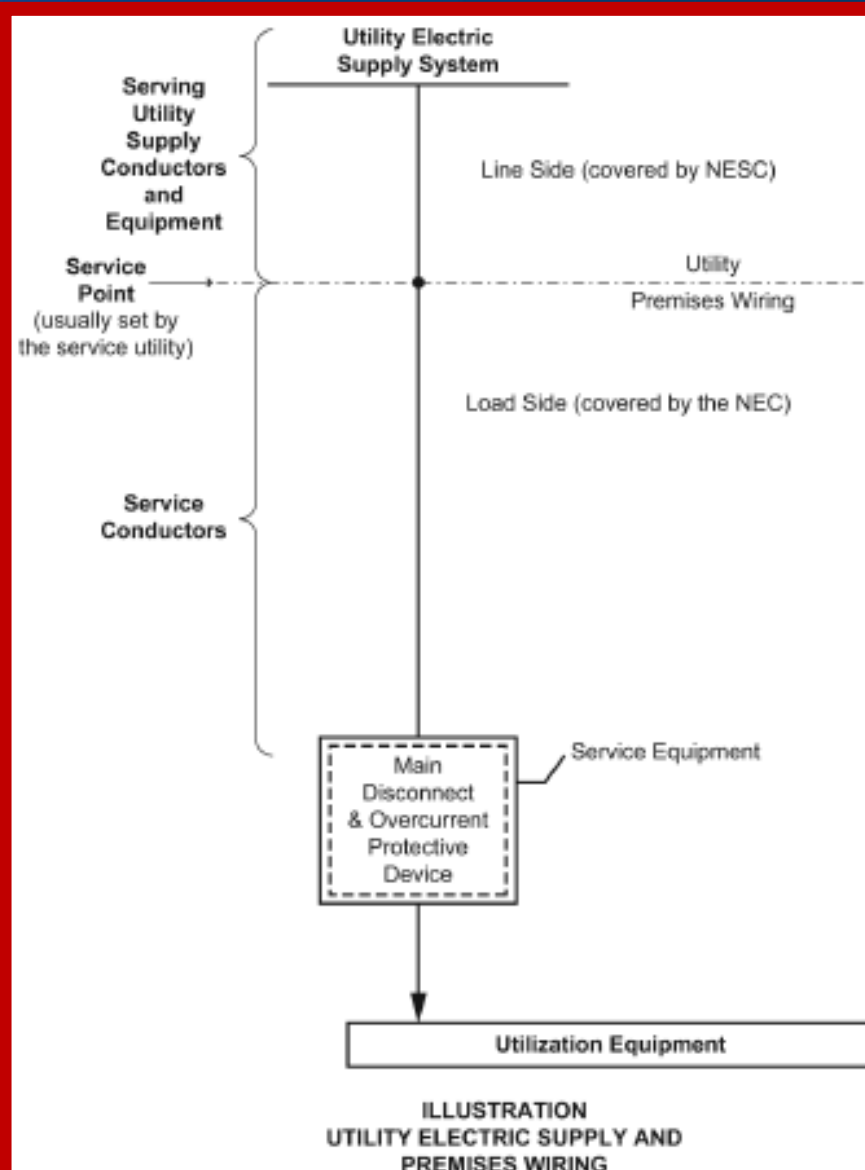 Utility Electric
Supply System
Serving
Utility
Supply
Conductors
and
Equipment
Line Side (covered by NESC)
Service
Point
(usually set by
the service utility)
Utility
Premises Wiring
Load Side (covered by the NEC)
Service
Conductors
Service Equipment
Main
Disconnect
& Overcurrent
Protective
Device
Utilization Equipment
ILLUSTRATION
UTILITY ELECTRIC SUPPLY AND
PREMISES WIRING